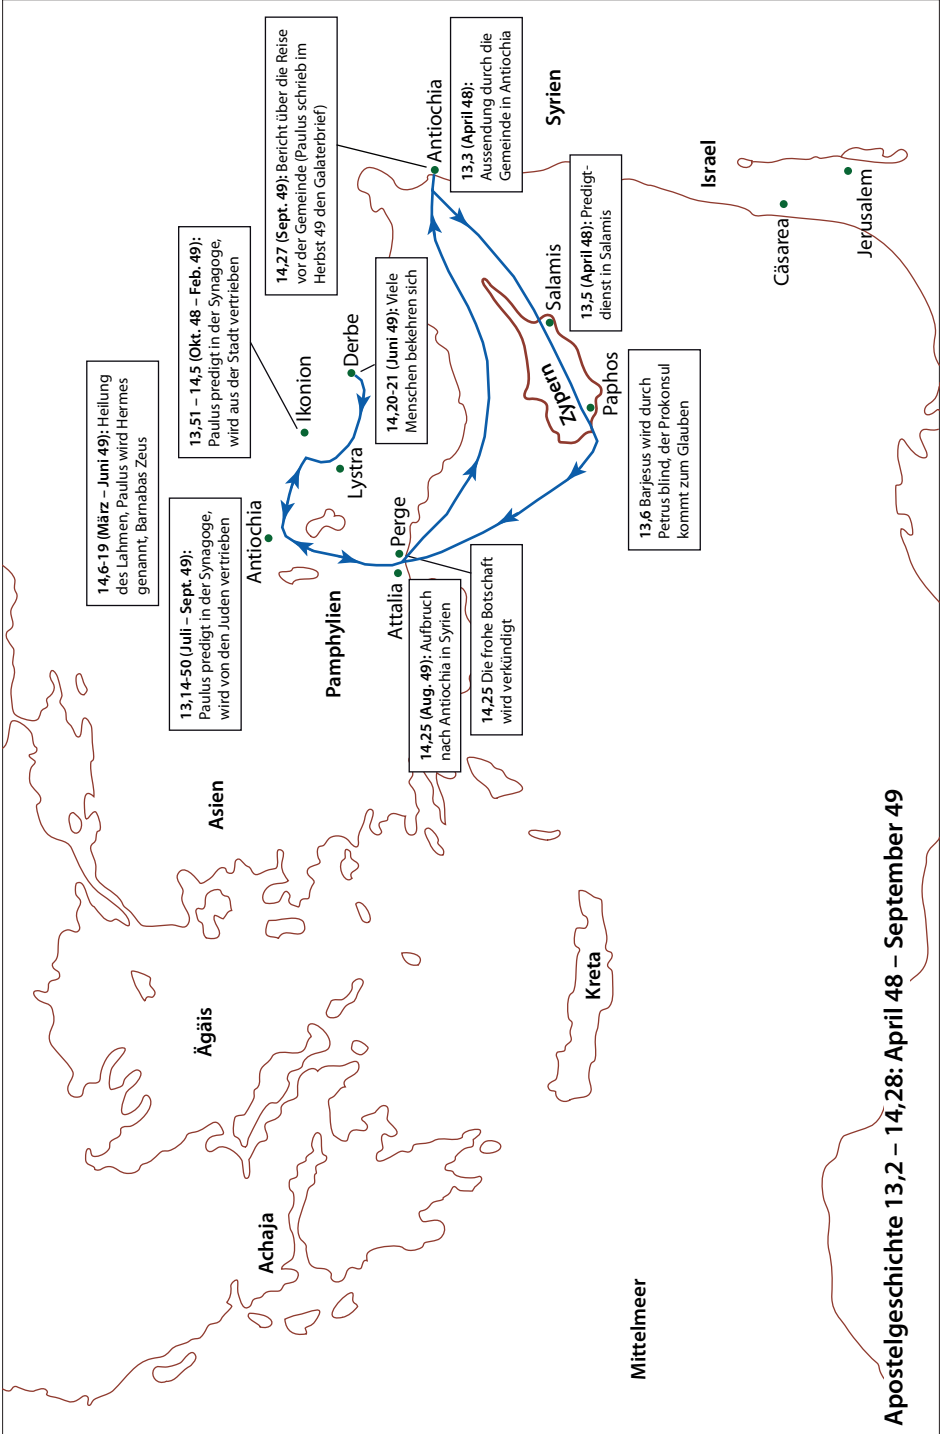 14,6-19 (März – Juni 49): Heilung
des Lahmen, Paulus wird Hermes
genannt, Barnabas Zeus
13,51 – 14,5 (Okt. 48 – Feb. 49):
Paulus predigt in der Synagoge,
wird aus der Stadt vertrieben
14,27 (Sept. 49): Bericht über die Reise
vor der Gemeinde (Paulus schrieb im
Herbst 49 den Galaterbrief)
13,14-50 (Juli – Sept. 49):
Paulus predigt in der Synagoge,
wird von den Juden vertrieben
Antiochia
Ikonion
Derbe
Lystra
14,20-21 (Juni 49): Viele
Menschen bekehren sich
Antiochia
13,3 (April 48):
Aussendung durch die
Gemeinde in Antiochia
Syrien
Asien
Pamphylien
Attalia
Perge
14,25 (Aug. 49): Aufbruch
nach Antiochia in Syrien
14,25 Die frohe Botschaft
wird verkündigt
Zypern
Salamis
Paphos
13,5 (April 48): Predigt-
dienst in Salamis
13,6 Barjesus wird durch
Petrus blind, der Prokonsul
kommt zum Glauben
Israel
Cäsarea
Jerusalem
Ägäis
Achaja
Kreta
Mittelmeer
Apostelgeschichte 13,2 – 14,28: April 48 – September 49